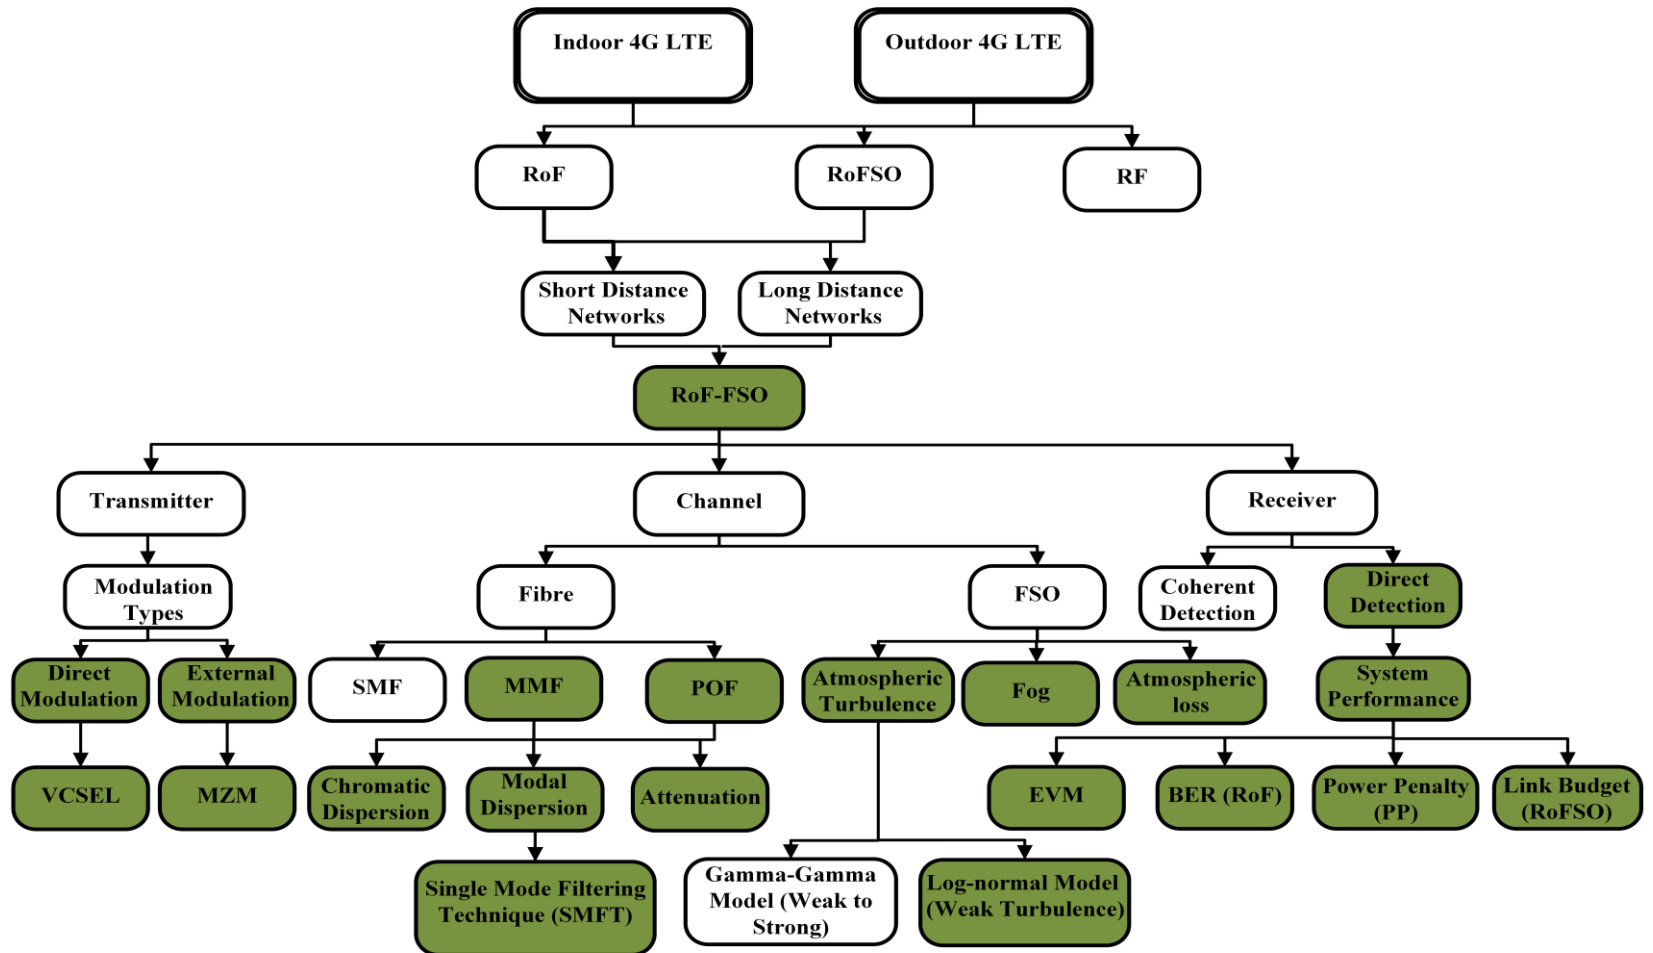 Indoor 4G LTE
Outdoor 4G LTE
RoF
RoFSO
RF
Short Distance
Networks
Long Distance
Networks
RoF-FSO
Transmitter
Channel
Receiver
Modulation
Types
Fibre
FSO
Coherent
Detection
Direct
Detection
Direct
Modulation
External
Modulation
SMF
MMF
POF
Atmospheric
Turbulence
Fog
Atmospheric
loss
System
Performance
VCSEL
MZM
Chromatic
Dispersion
Modal
Dispersion
Attenuation
EVM
BER (RoF)
Power Penalty
(PP)
Link Budget
(RoFSO)
Single Mode Filtering
Technique (SMFT)
Gamma-Gamma
Model (Weak to
Strong)
Log-normal Model
(Weak Turbulence)